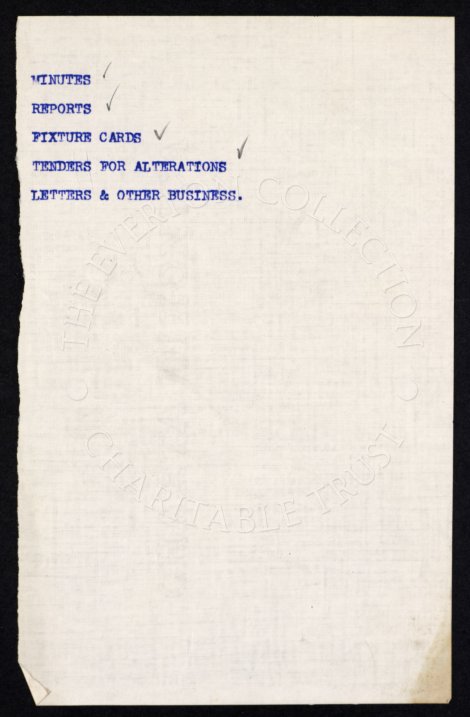 MINUTES ✓
REPORTS ✓
FIXTURE CARDS ✓
TENDERS FOR ALTERATIONS ✓
LETTERS & OTHER BUSINESS.
THE EVERTON COLLECTION
CHARITABLE TRUST